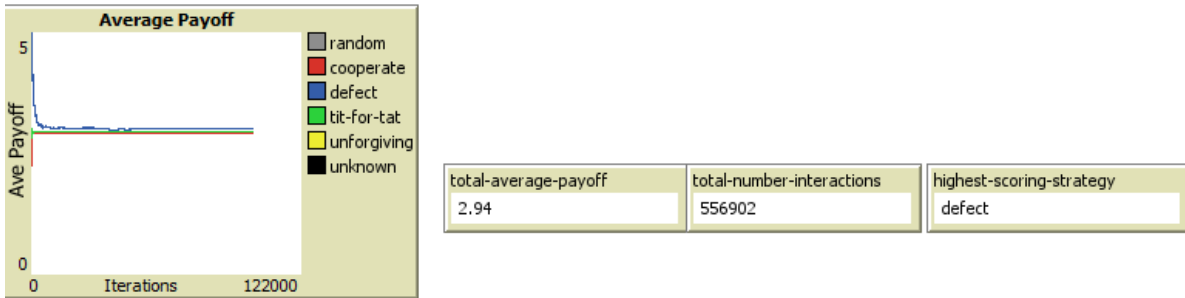 Average Payoff
5
Ave Payoff
0
0 Iterations 122000
random
cooperate
defect
tit-for-tat
unforgiving
unknown
total-average-payoff
2.94
total-number-interactions
556902
highest-scoring-strategy
defect